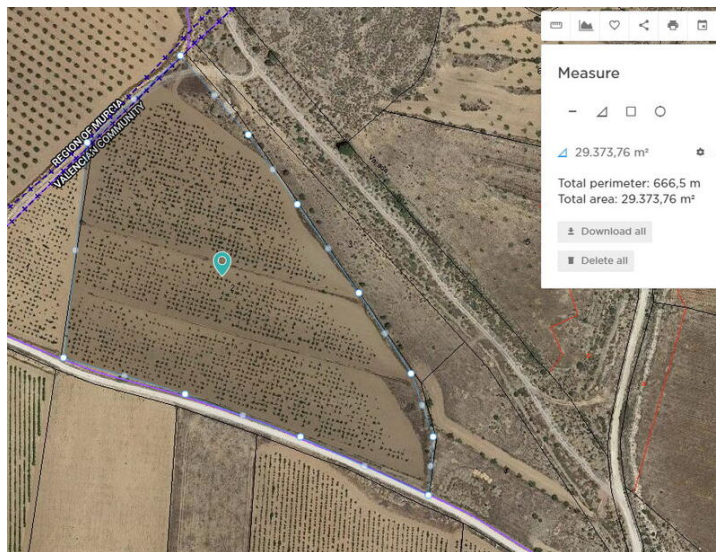 Measure
29.373,76 m²
Total perimeter: 666,5 m
Total area: 29.373,76 m²
Download all
Delete all
REGION OF MURCIA
VALENCIAN COMMUNITY